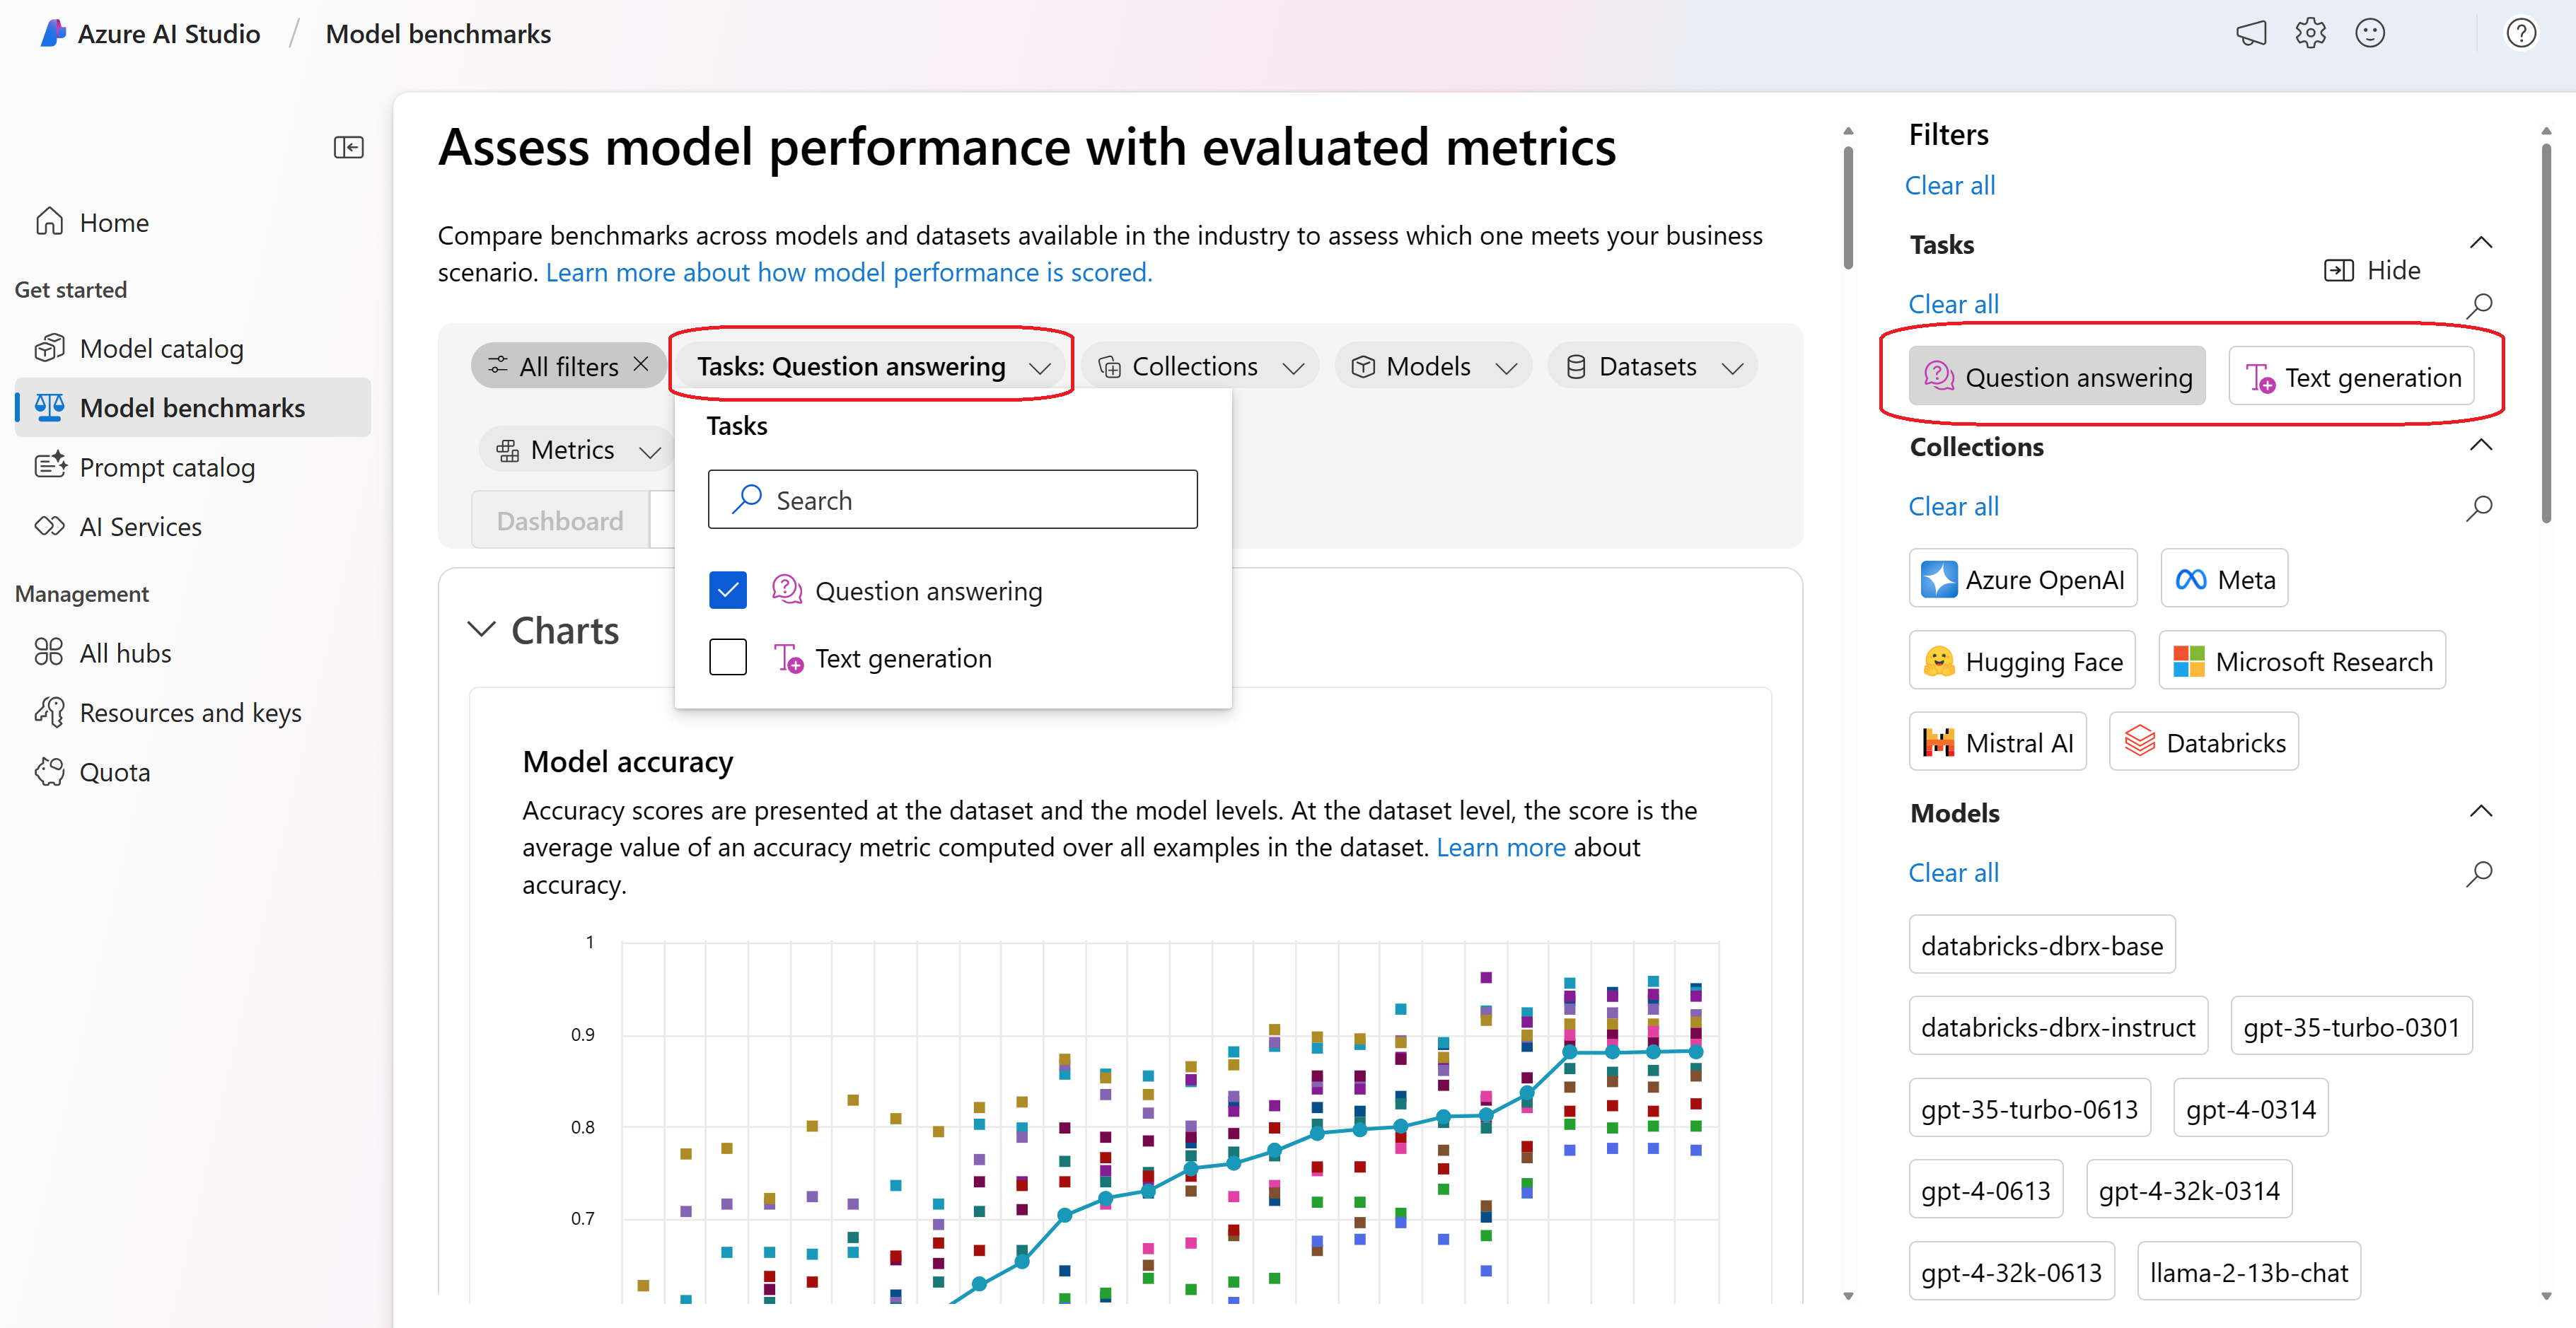 Azure AI Studio / Model benchmarks
Home
Get started
Model catalog
Model benchmarks
Prompt catalog
AI Services
Management
All hubs
Resources and keys
Quota
Assess model performance with evaluated metrics
Compare benchmarks across models and datasets available in the industry to assess which one meets your business
scenario. Learn more about how model performance is scored.
All filters
Tasks: Question answering
Collections
Models
Datasets
Metrics
Tasks
Search
Question answering
Text generation
Dashboard
Charts
Model accuracy
Accuracy scores are presented at the dataset and the model levels. At the dataset level, the score is the
average value of an accuracy metric computed over all examples in the dataset. Learn more about
accuracy.
1
0.9
0.8
0.7
Filters
Clear all
Tasks
Hide
Clear all
Question answering
Text generation
Collections
Clear all
Azure OpenAI
Meta
Hugging Face
Microsoft Research
Mistral AI
Databricks
Models
Clear all
databricks-dbrx-base
databricks-dbrx-instruct
gpt-35-turbo-0301
gpt-35-turbo-0613
gpt-4-0314
gpt-4-0613
gpt-4-32k-0314
gpt-4-32k-0613
llama-2-13b-chat